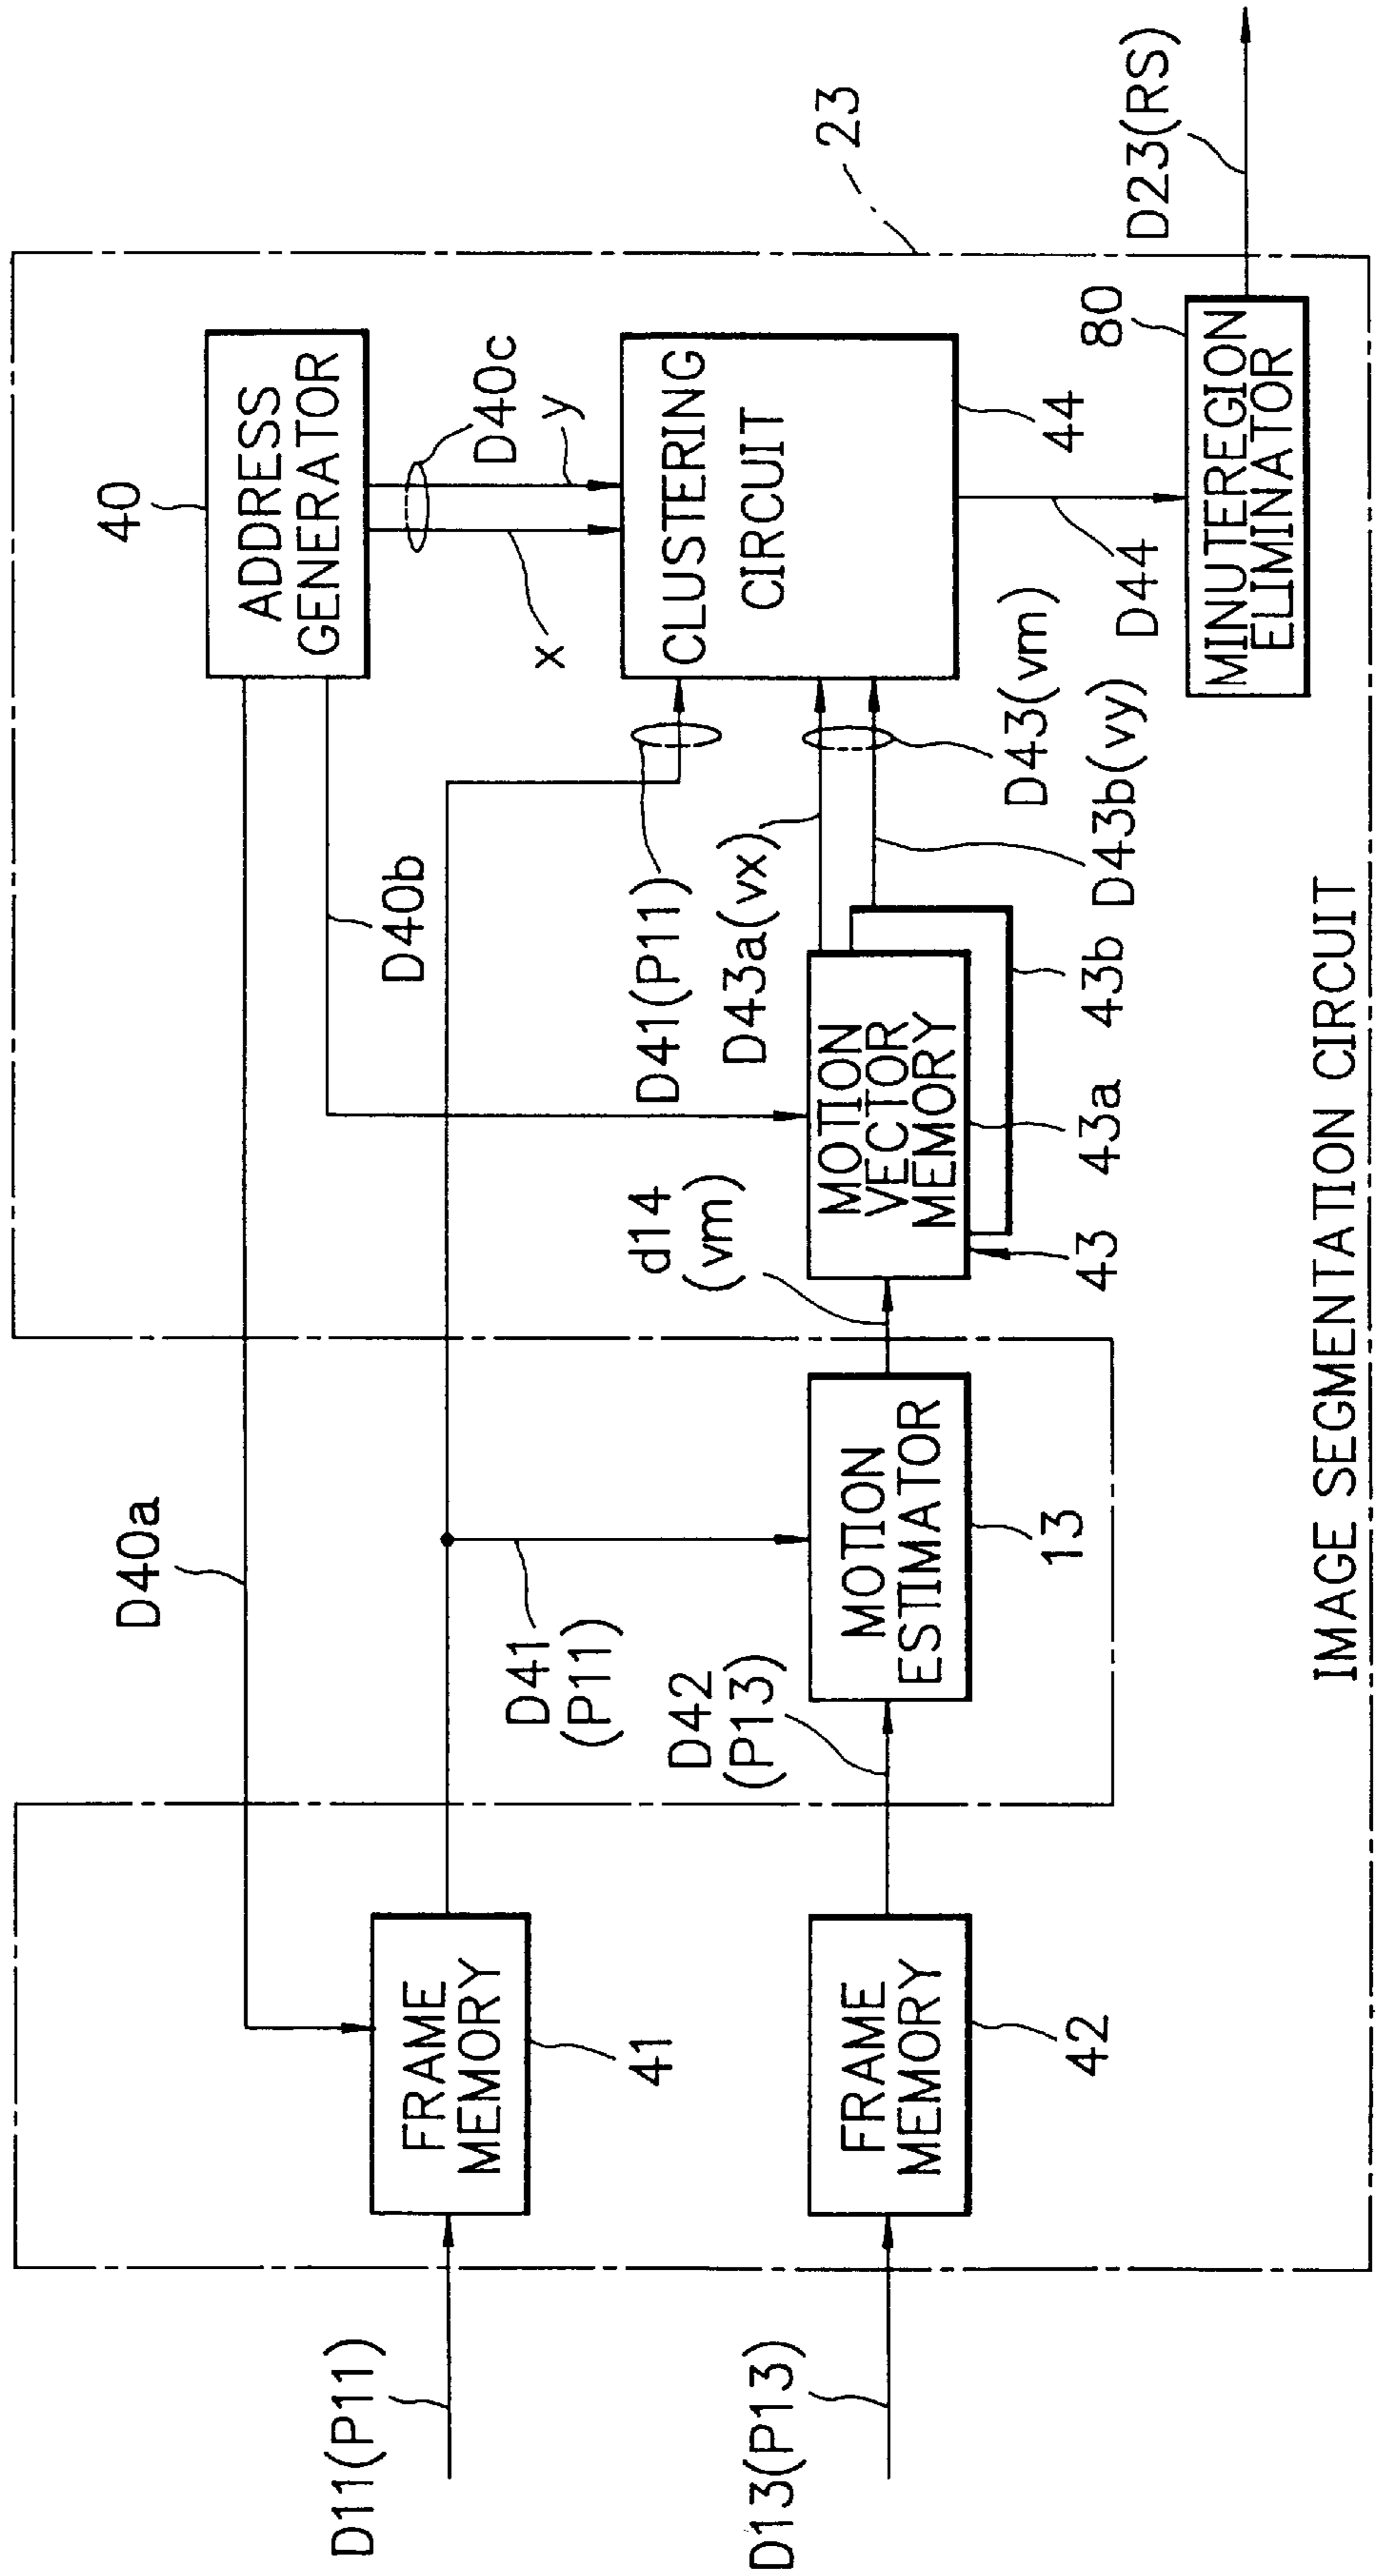 D11(P11)
D13(P13)
FRAME
MEMORY
41
FRAME
MEMORY
42
D40a
D41
(P11)
D42
(P13)
MOTION
ESTIMATOR
13
d14
(vm)
MOTION
VECTOR
MEMORY
43
43a
43b
D40b
D41(P11)
D43a(vx)
D43(vm)
D43b(vy)
40
ADDRESS
GENERATOR
x
y
D40c
CLUSTERING
CIRCUIT
44
D44
80
MINUTEREGION
ELIMINATOR
23
D23(RS)
IMAGE SEGMENTATION CIRCUIT